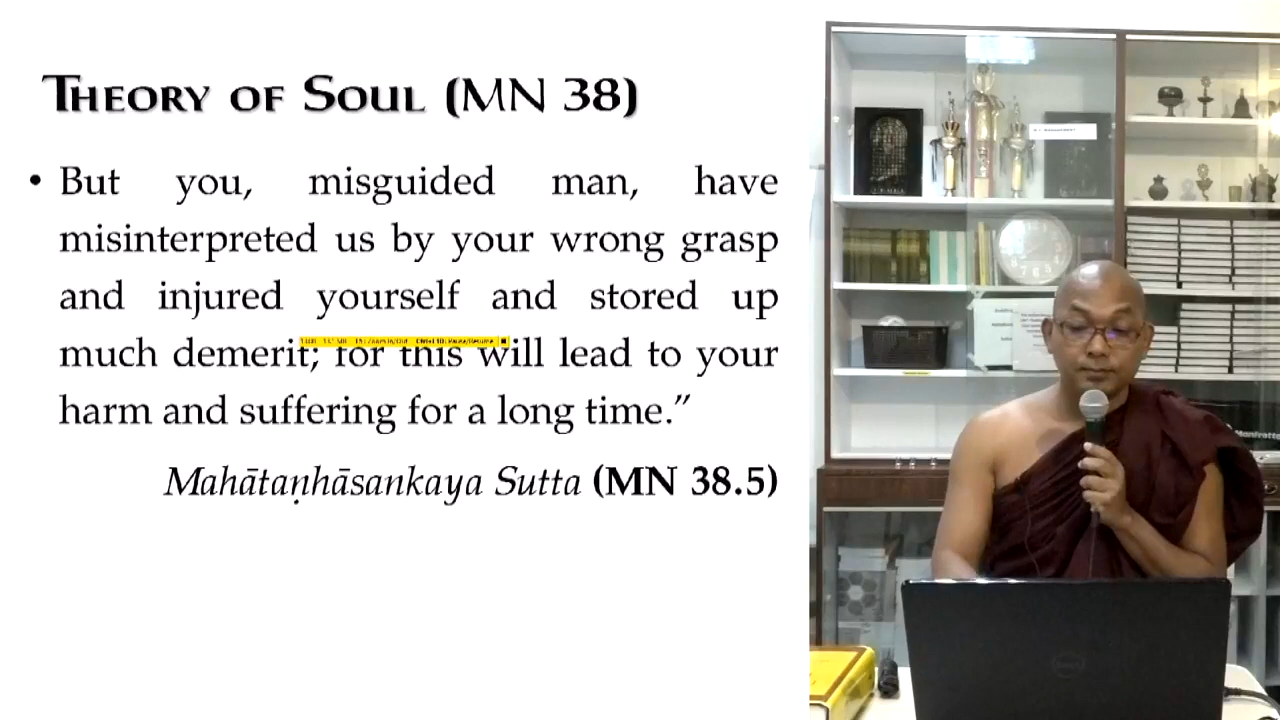 THEORY OF SOUL (MN 38)
• But you, misguided man, have
misinterpreted us by your wrong grasp
and injured yourself and stored up
much demerit; for this will lead to your
harm and suffering for a long time.”
Mahātaṇhāsankaya Sutta (MN 38.5)
Manfrotto
DELL